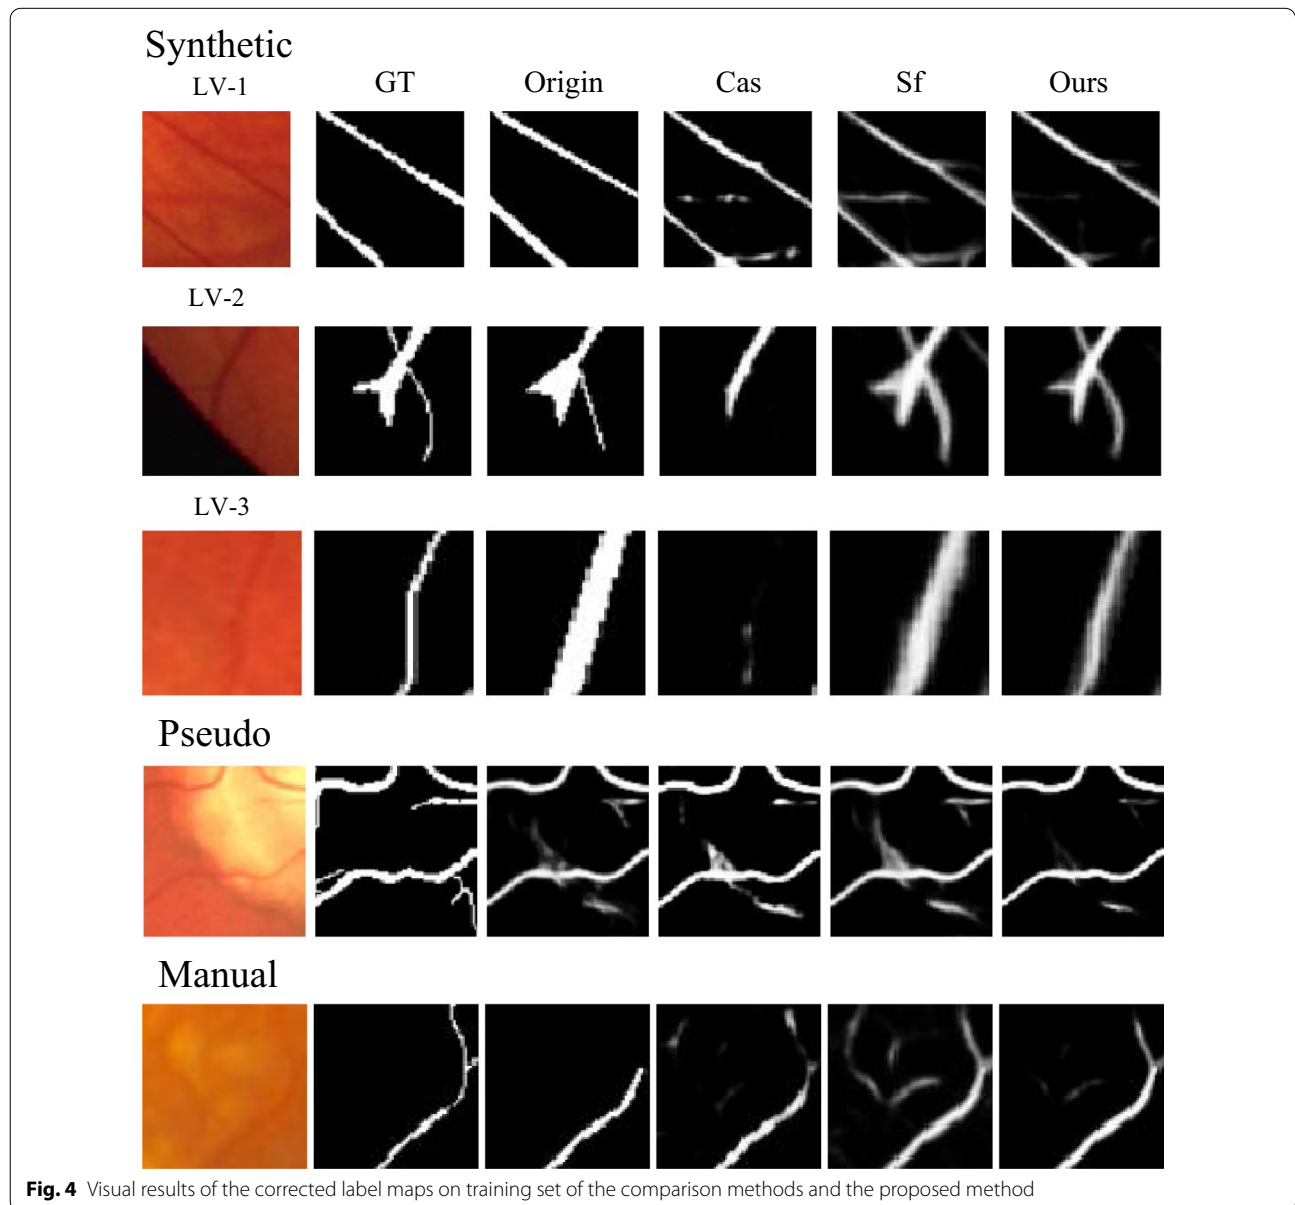 Synthetic
LV-1 GT Origin Cas Sf Ours
LV-2
LV-3
Pseudo
Manual
Fig. 4 Visual results of the corrected label maps on training set of the comparison methods and the proposed method